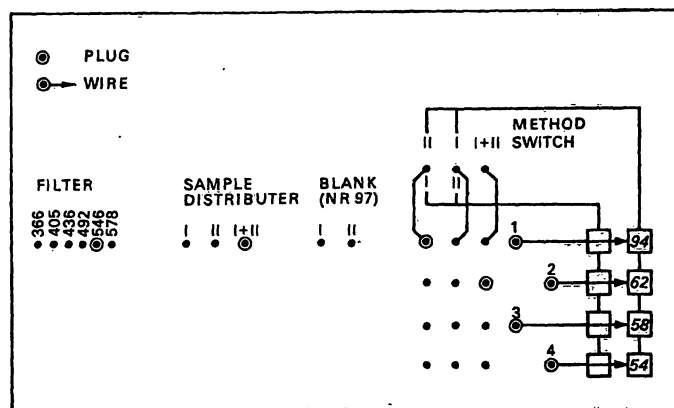 PLUG
WIRE
METHOD
SWITCH
II I I+II
I II
FILTER
366 405 436 492 546 578
SAMPLE
DISTRIBUTER
I II I+II
BLANK
(NR 97)
I II
1 94
2 62
3 58
4 54